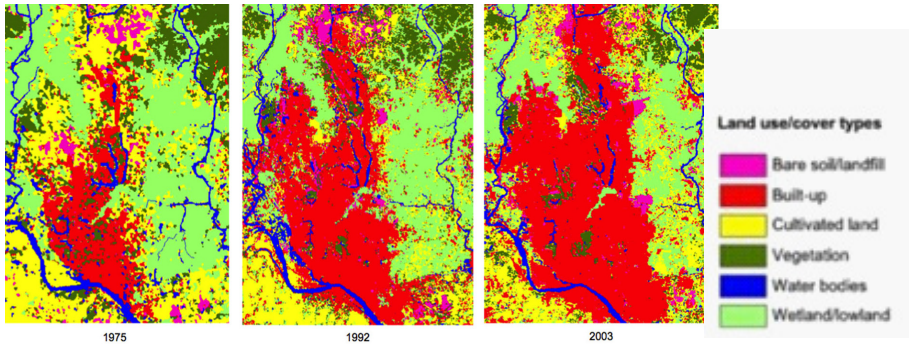 Land use/cover types
Bare soil/landfill
Built-up
Cultivated land
Vegetation
Water bodies
Wetland/lowland
1975
1992
2003